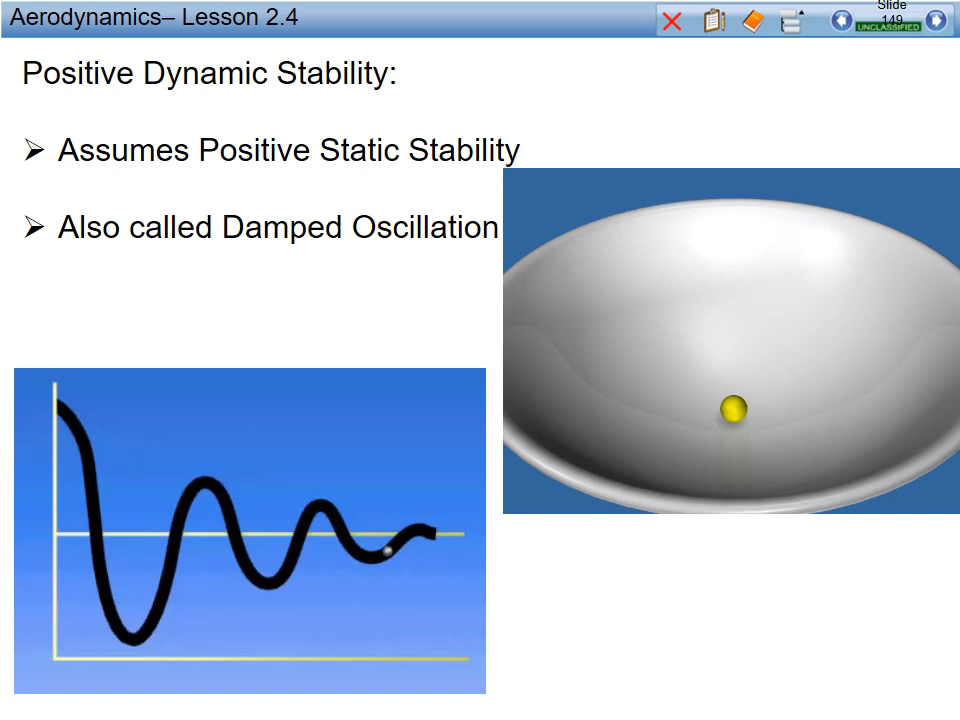 Aerodynamics– Lesson 2.4
Slide
149
UNCLASSIFIED
Positive Dynamic Stability:
Assumes Positive Static Stability
Also called Damped Oscillation